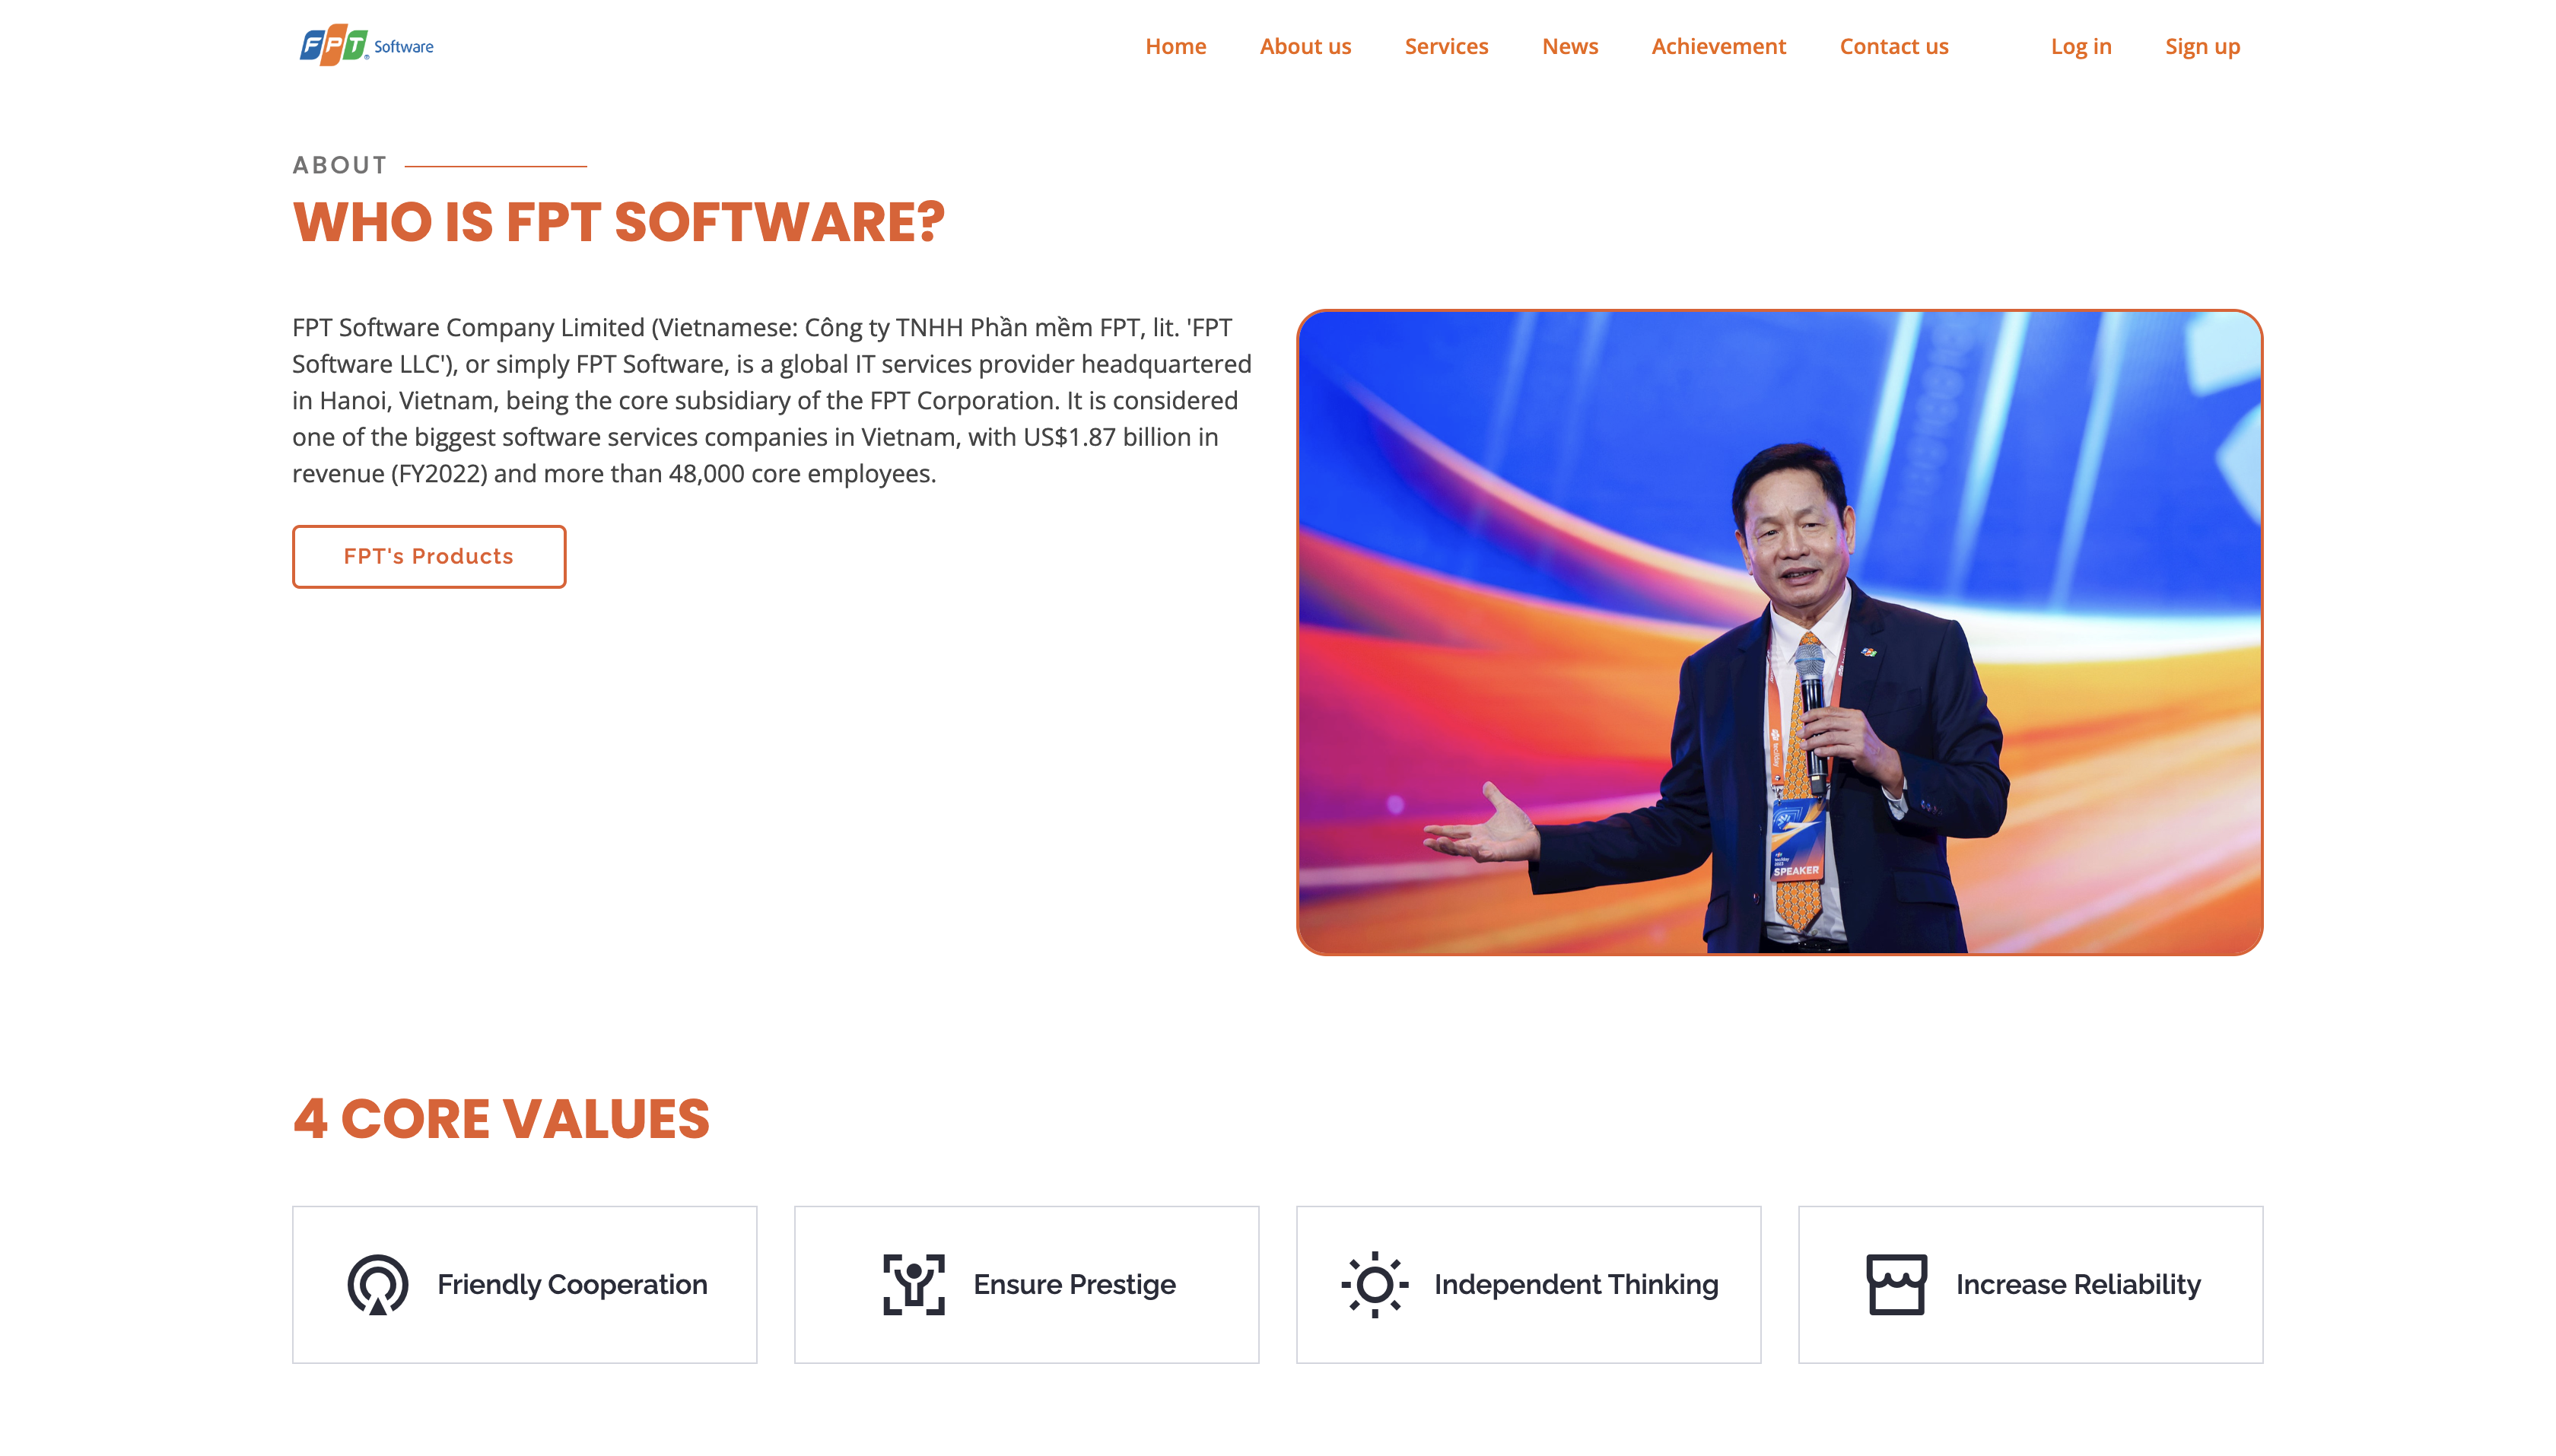 FPT Software
Home About us Services News Achievement Contact us Log in Sign up
ABOUT
WHO IS FPT SOFTWARE?
FPT Software Company Limited (Vietnamese: Công ty TNHH Phần mềm FPT, lit. 'FPT
Software LLC'), or simply FPT Software, is a global IT services provider headquartered
in Hanoi, Vietnam, being the core subsidiary of the FPT Corporation. It is considered
one of the biggest software services companies in Vietnam, with US$1.87 billion in
revenue (FY2022) and more than 48,000 core employees.
FPT's Products
SPEAKER
4 CORE VALUES
Friendly Cooperation
Ensure Prestige
Independent Thinking
Increase Reliability